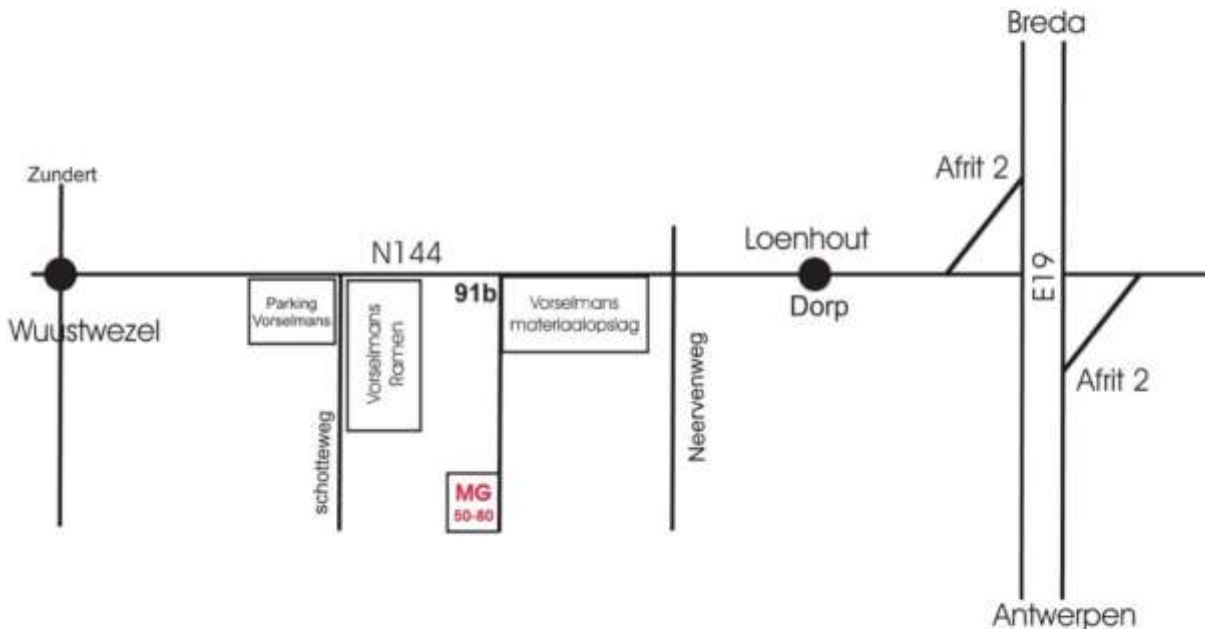 Breda
Zundert
Afrit 2
N144
Loenhout
Wuustwezel
Parking
Vorselmans
Vorselmans
Ramen
91b
Vorselmans
materiaalopslag
Dorp
E19
Afrit 2
schotteweg
Neervenweg
MG
50-80
Antwerpen